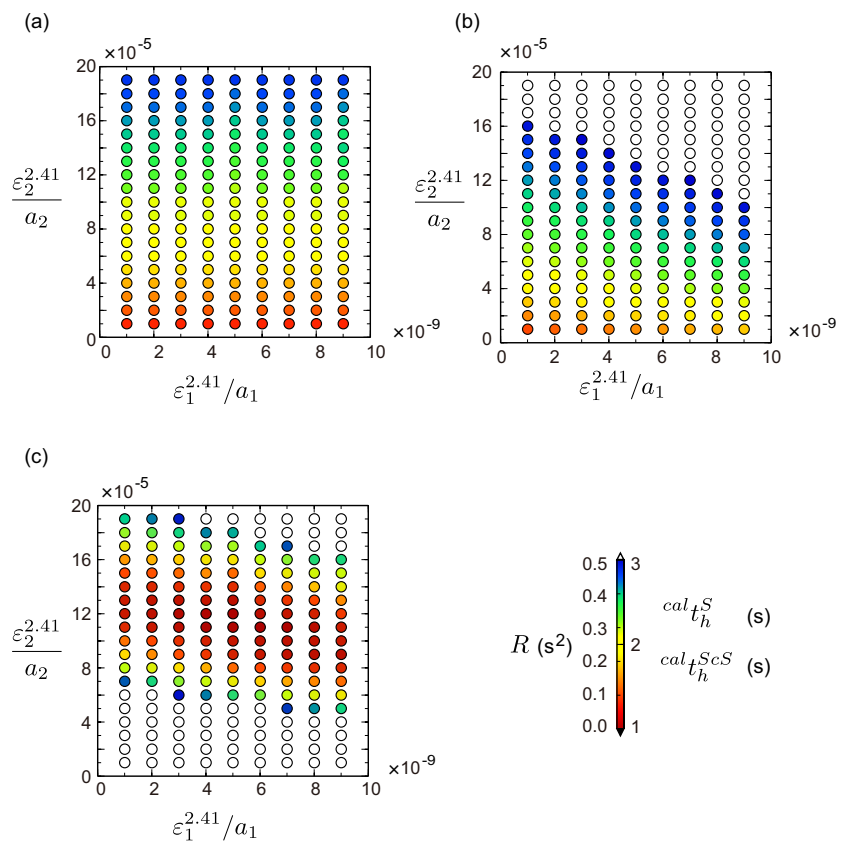 (a)
×10⁻⁵
20
16
12
8
4
0
ε₂^2.41
a₂
0 2 4 6 8 10
×10⁻⁹
ε₁^2.41/a₁
(b)
×10⁻⁵
20
16
12
8
4
0
ε₂^2.41
a₂
0 2 4 6 8 10
×10⁻⁹
ε₁^2.41/a₁
(c)
×10⁻⁵
20
16
12
8
4
0
ε₂^2.41
a₂
0 2 4 6 8 10
×10⁻⁹
ε₁^2.41/a₁
R (s²)
0.5
0.4
0.3
0.2
0.1
0.0
3
2
1
cal t_h^S (s)
cal t_h^ScS (s)